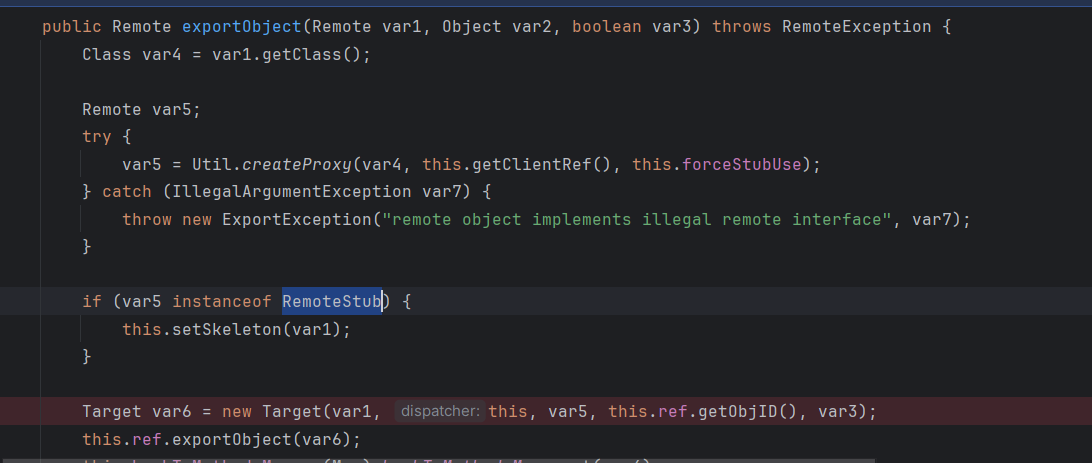 public Remote exportObject(Remote var1, Object var2, boolean var3) throws RemoteException {
Class var4 = var1.getClass();
Remote var5;
try {
var5 = Util.createProxy(var4, this.getClientRef(), this.forceStubUse);
} catch (IllegalArgumentException var7) {
throw new ExportException("remote object implements illegal remote interface", var7);
}
if (var5 instanceof RemoteStub) {
this.setSkeleton(var1);
}
Target var6 = new Target(var1, dispatcher: this, var5, this.ref.getObjID(), var3);
this.ref.exportObject(var6);